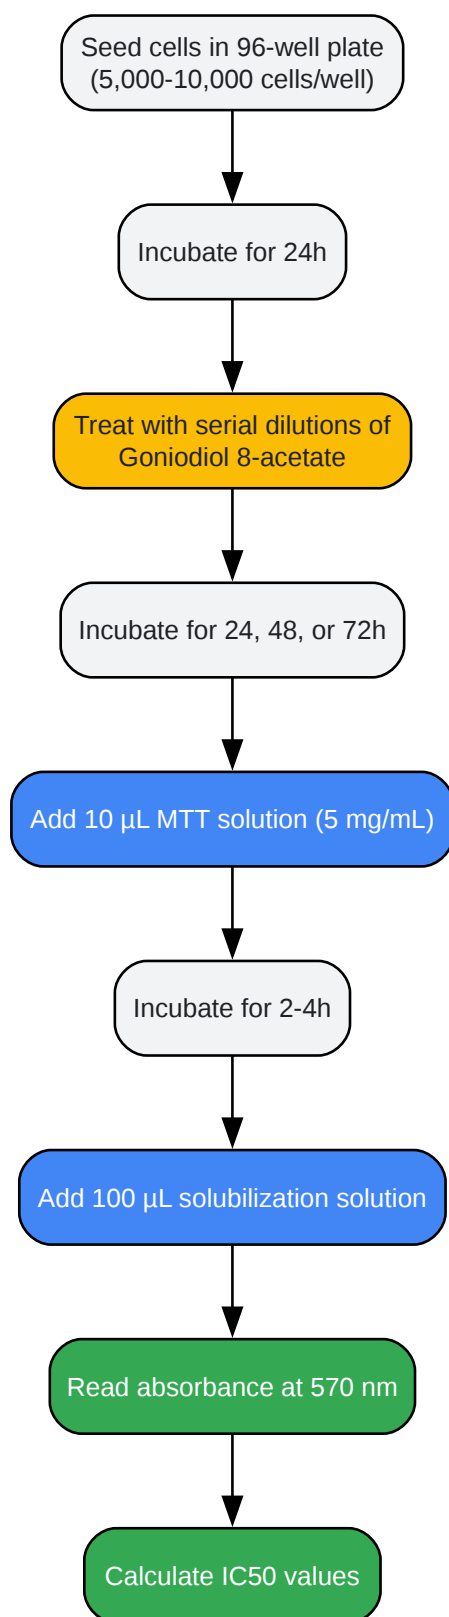 Seed cells in 96-well plate
(5,000-10,000 cells/well)
Incubate for 24h
Treat with serial dilutions of
Goniodiol 8-acetate
Incubate for 24, 48, or 72h
Add 10 µL MTT solution (5 mg/mL)
Incubate for 2-4h
Add 100 µL solubilization solution
Read absorbance at 570 nm
Calculate IC50 values